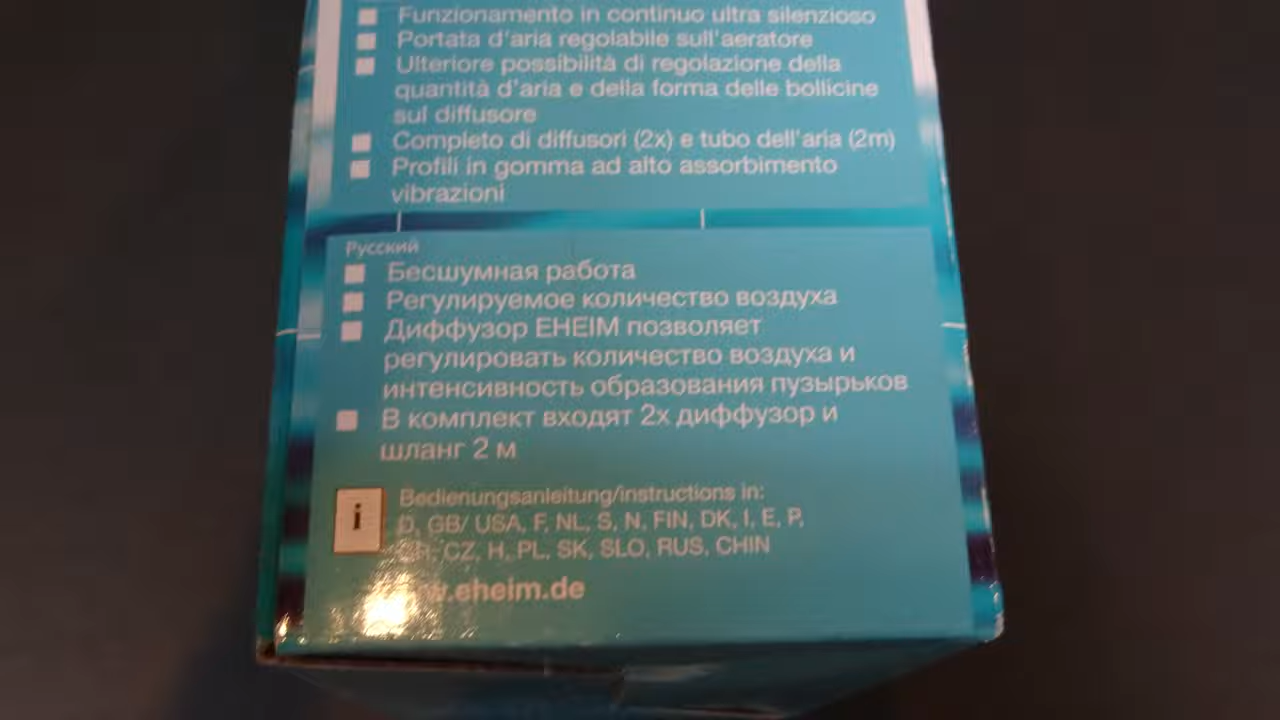 Funzionamento in continuo ultra silenzioso
Portata d'aria regolabile sull'aeratore
Ulteriore possibilità di regolazione della
quantità d'aria e della forma delle bollicine
sul diffusore
Completo di diffusori (2x) e tubo dell'aria (2m)
Profili in gomma ad alto assorbimento
vibrazioni
Русский
Бесшумная работа
Регулируемое количество воздуха
Диффузор EHEIM позволяет
регулировать количество воздуха и
интенсивность образования пузырьков
В комплект входят 2х диффузор и
шланг 2 м
i
Bedienungsanleitung/instructions in:
D, GB/ USA, F, NL, S, N, FIN, DK, I, E, P,
CZ, H, PL, SK, SLO, RUS, CHIN
.eheim.de